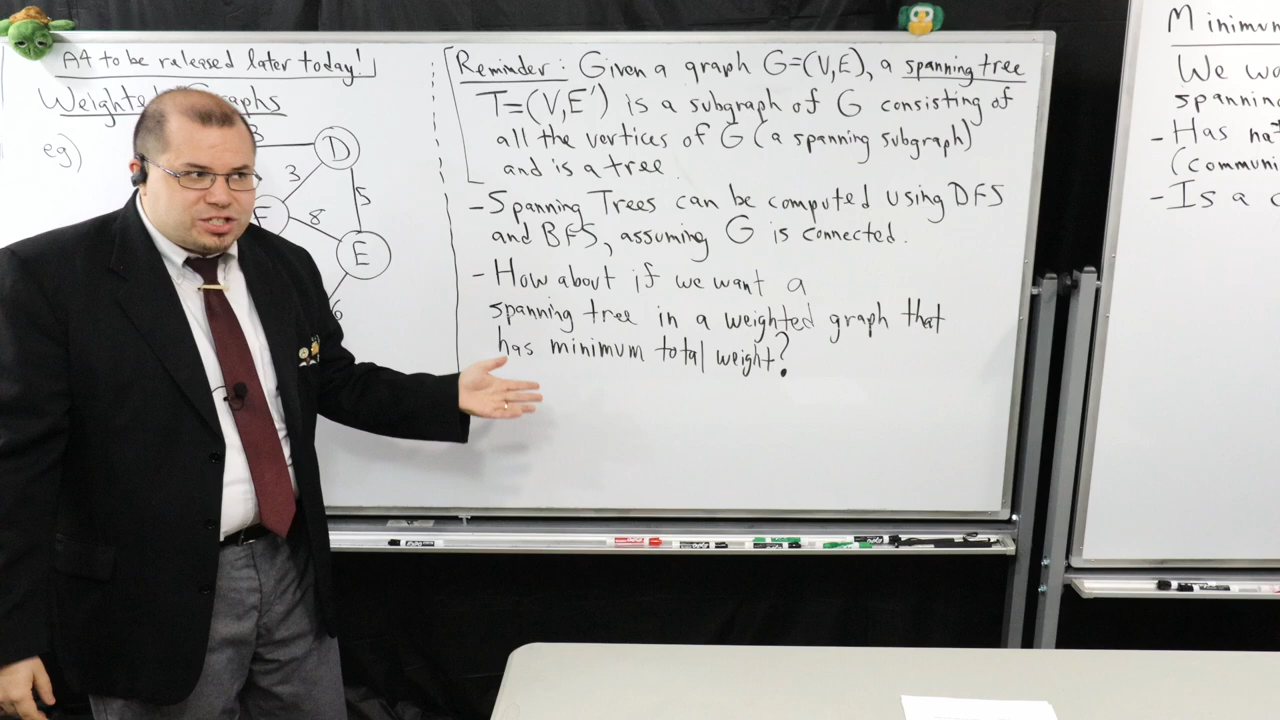 A4 to be released later today!
Weighted Graphs
eg)
3
D
3
5
F
8
E
6
Reminder: Given a graph G=(V,E), a spanning tree
T=(V,E') is a subgraph of G consisting of
all the vertices of G (a spanning subgraph)
and is a tree.
- Spanning Trees can be computed using DFS
and BFS, assuming G is connected.
- How about if we want a
spanning tree in a weighted graph that
has minimum total weight?
Minimum
We
- Has
- Is a